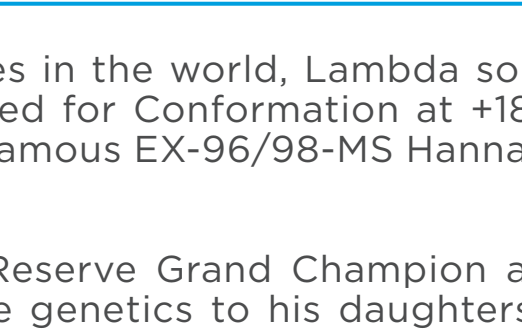 es in the world, Lambda so
ed for Conformation at +18
amous EX-96/98-MS Hanna
Reserve Grand Champion a
e genetics to his daughters